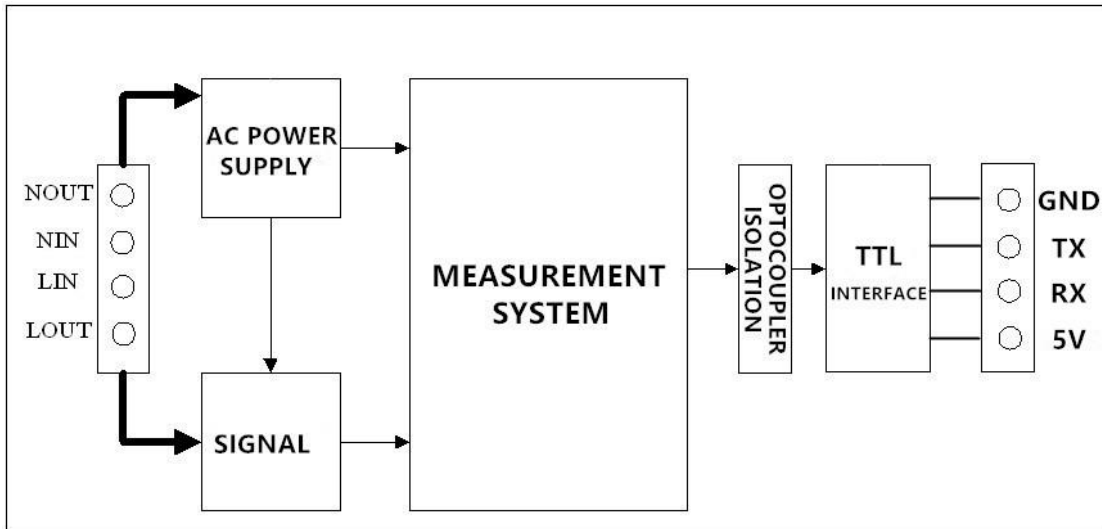 NOUT
NIN
LIN
LOUT
AC POWER
SUPPLY
SIGNAL
MEASUREMENT
SYSTEM
OPTOCOUPLER
ISOLATION
TTL
INTERFACE
GND
TX
RX
5V